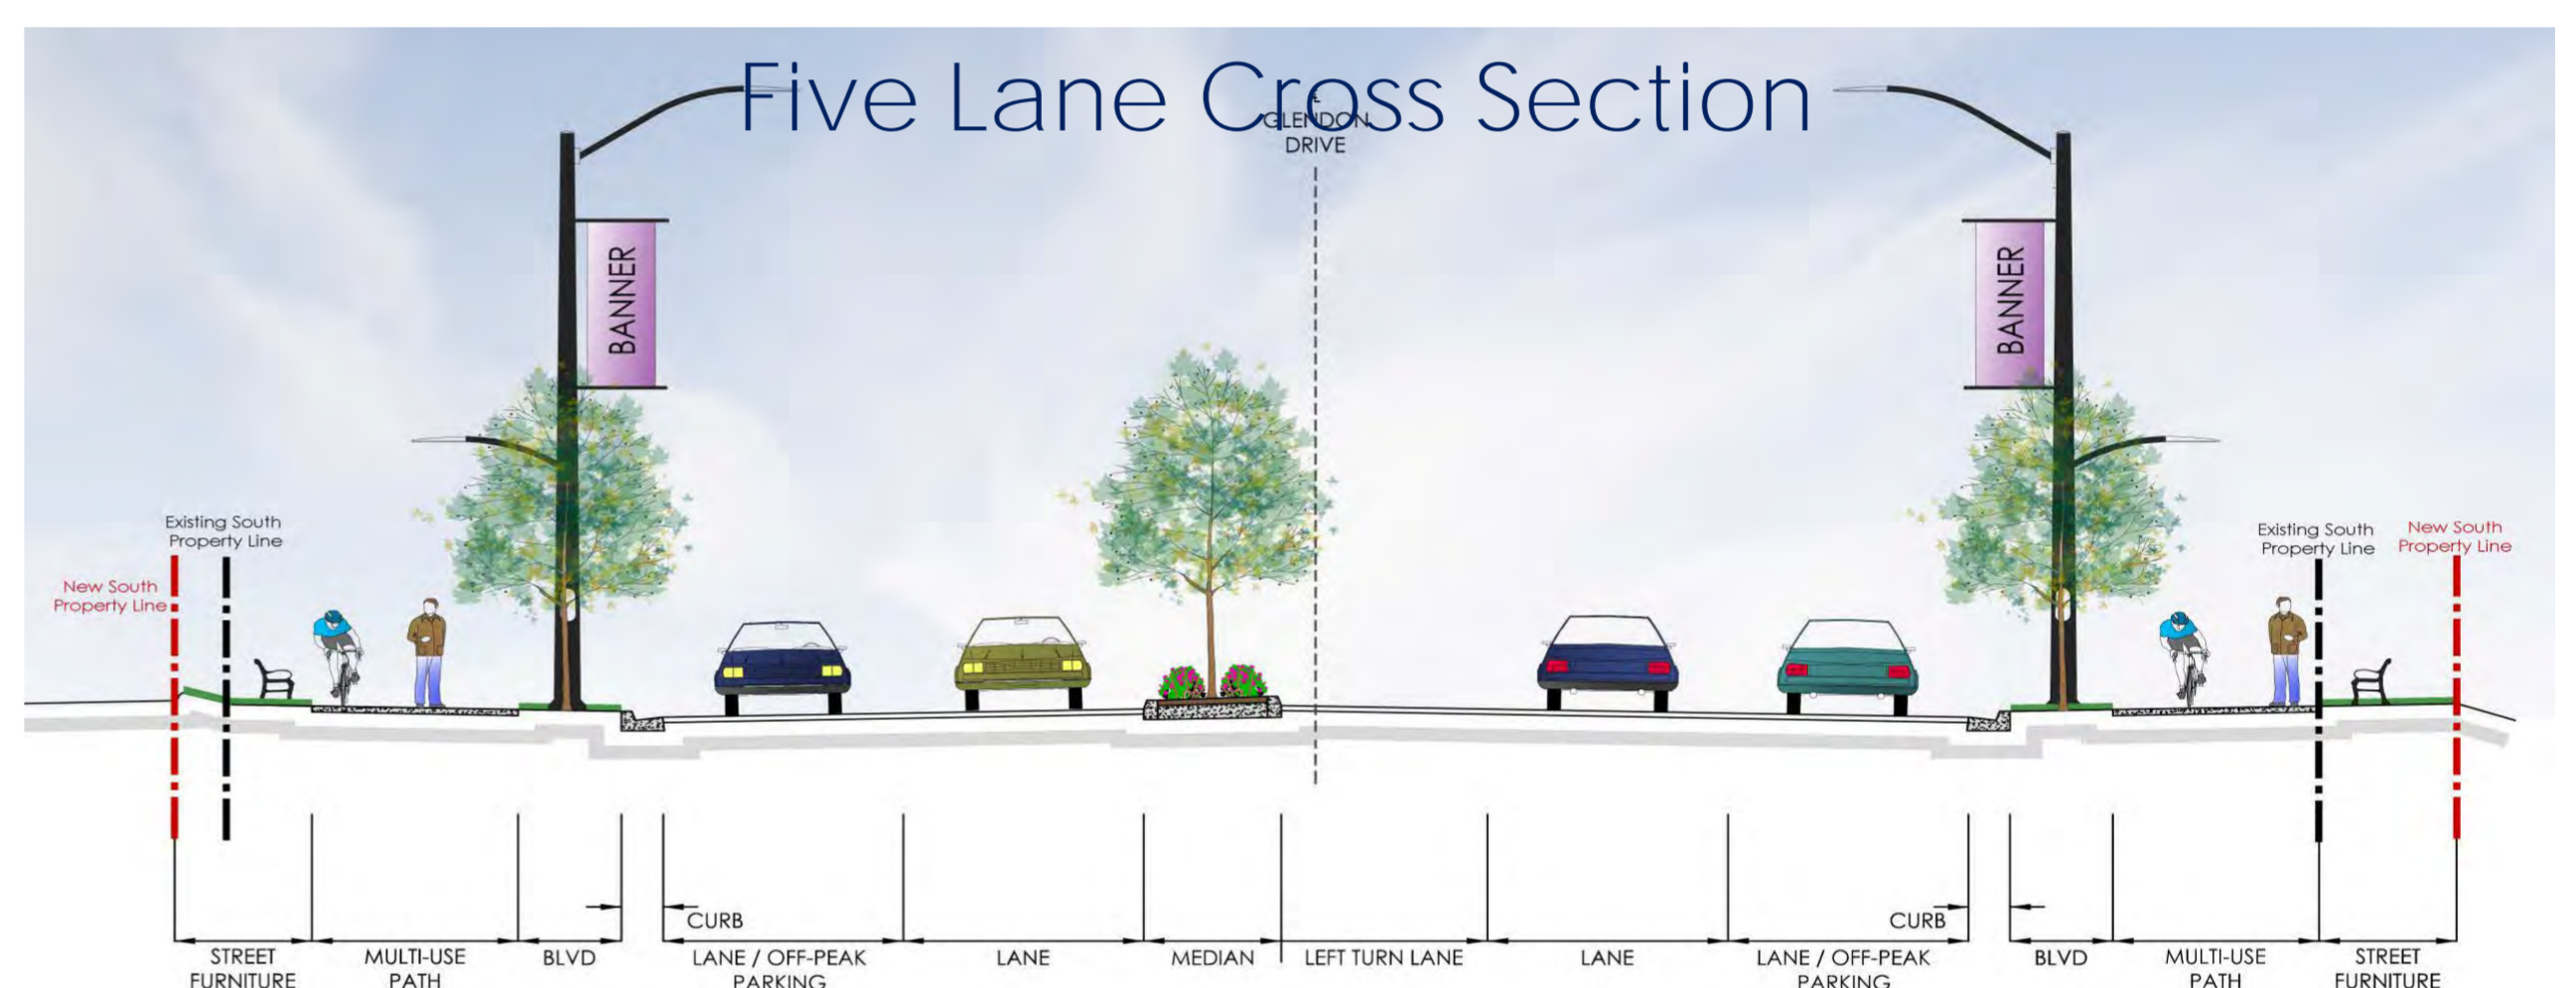 Five Lane Cross Section
GLENDON
DRIVE
BANNER
BANNER
Existing South
Property Line
New South
Property Line
Existing South
Property Line
New South
Property Line
CURB
CURB
STREET
FURNITURE
MULTI-USE
PATH
BLVD
LANE / OFF-PEAK
PARKING
LANE
MEDIAN
LEFT TURN LANE
LANE
LANE / OFF-PEAK
PARKING
BLVD
MULTI-USE
PATH
STREET
FURNITURE